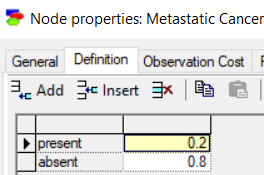 Node properties: Metastatic Cancer
General Definition Observation Cost
Add Insert
present 0.2
absent 0.8